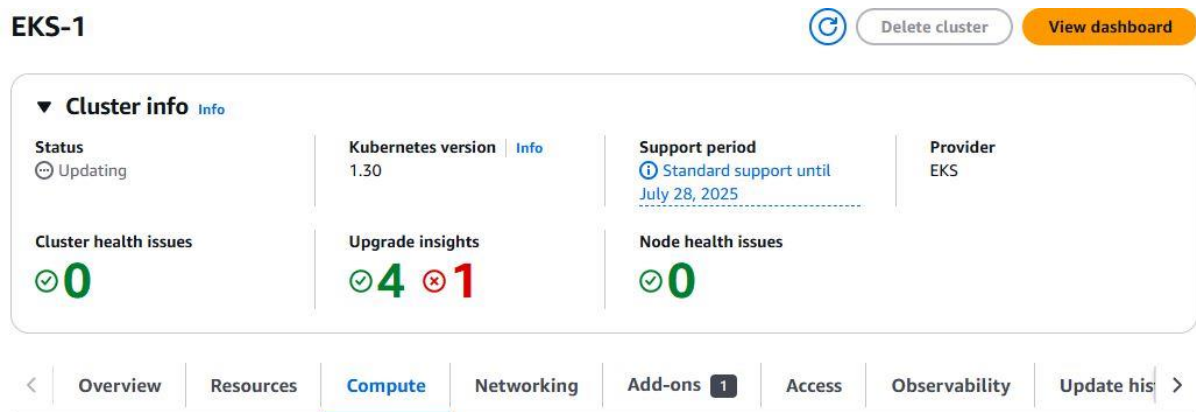 EKS-1
Delete cluster
View dashboard
Cluster info Info
Status
Updating
Kubernetes version Info
1.30
Support period
Standard support until
July 28, 2025
Provider
EKS
Cluster health issues
0
Upgrade insights
4 1
Node health issues
0
Overview Resources Compute Networking Add-ons 1 Access Observability Update his